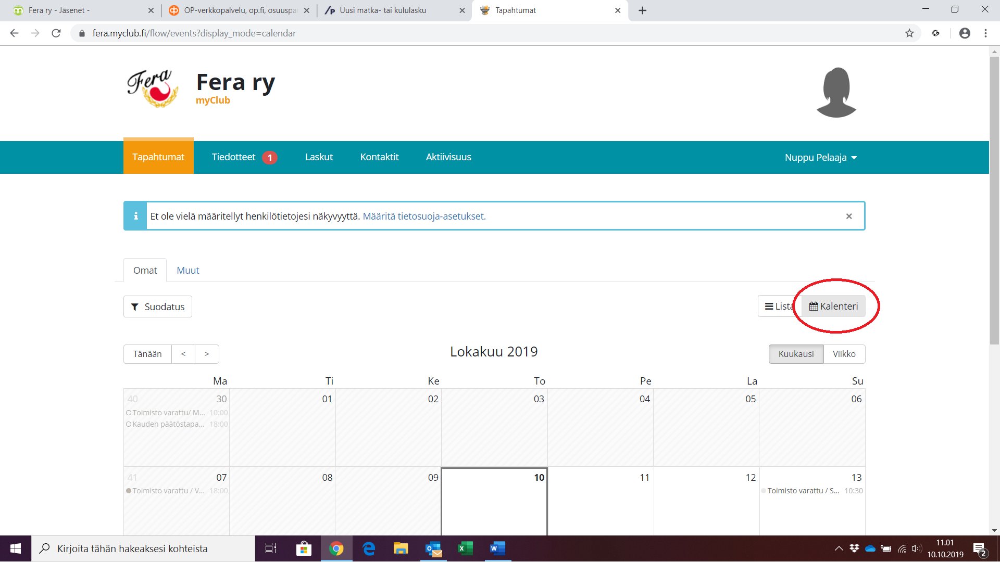 Fera ry - Jäsenet -
OP-verkkopalvelu, op.fi, osuuspa
Uusi matka- tai kululasku
Tapahtumat
fera.myclub.fi/flow/events?display_mode=calendar
Fera
Fera ry
myClub
Tapahtumat
Tiedotteet 1
Laskut
Kontaktit
Aktiivisuus
Nuppu Pelaaja
Et ole vielä määritellyt henkilötietojesi näkyvyyttä. Määritä tietosuoja-asetukset.
Omat
Muut
Suodatus
Lista
Kalenteri
Tänään < >
Lokakuu 2019
Kuukausi Viikko
Ma Ti Ke To Pe La Su
40 30 01 02 03 04 05 06
Toimisto varattu/ M... 10:00
Kauden päätöstapa... 18:00
41 07 08 09 10 11 12 13
Toimisto varattu / V... 18:00
Toimisto varattu / S... 10:30
Kirjoita tähän hakeaksesi kohteista
11.01
10.10.2019
2